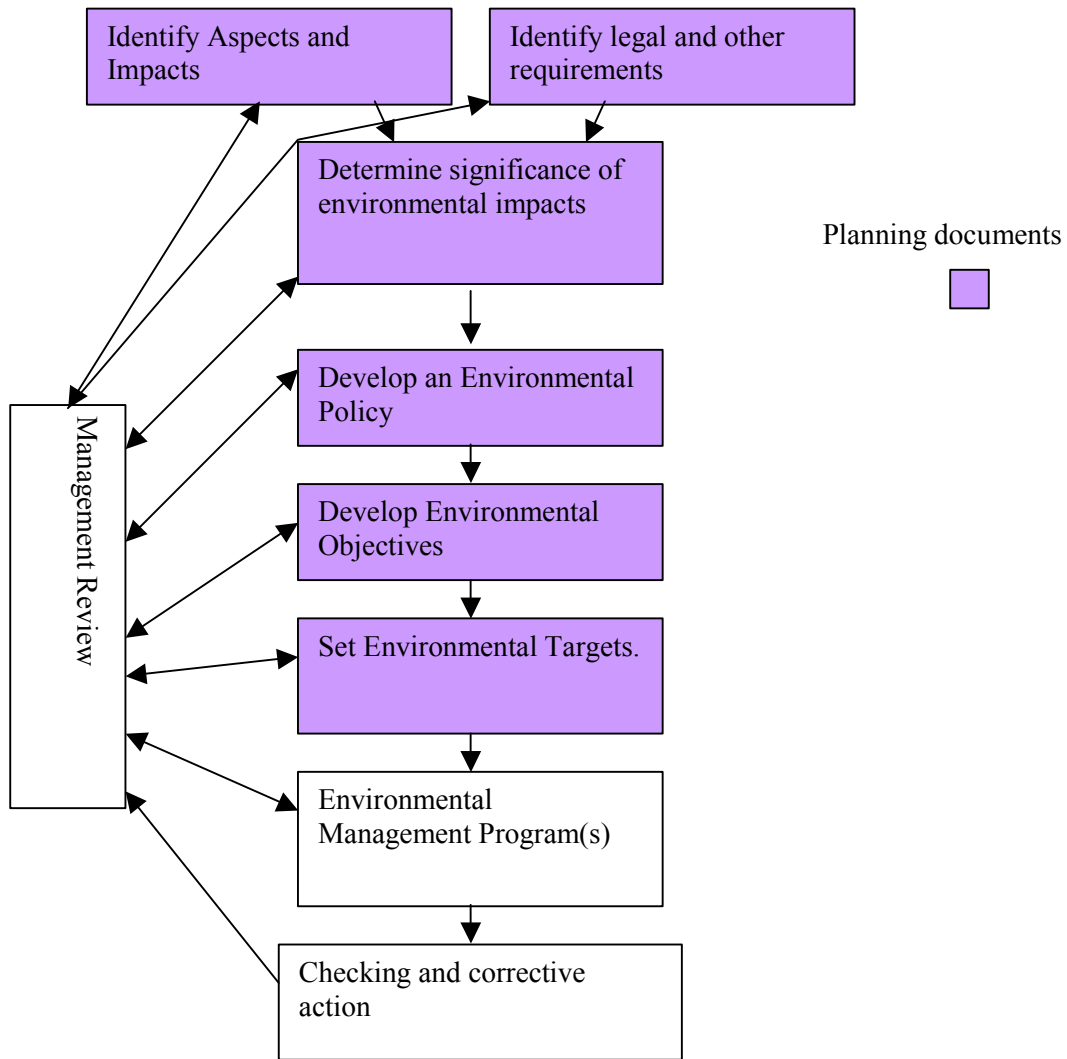 Identify Aspects and
Impacts
Identify legal and other
requirements
Determine significance of
environmental impacts
Planning documents
Develop an Environmental
Policy
Management Review
Develop Environmental
Objectives
Set Environmental Targets.
Environmental
Management Program(s)
Checking and corrective
action